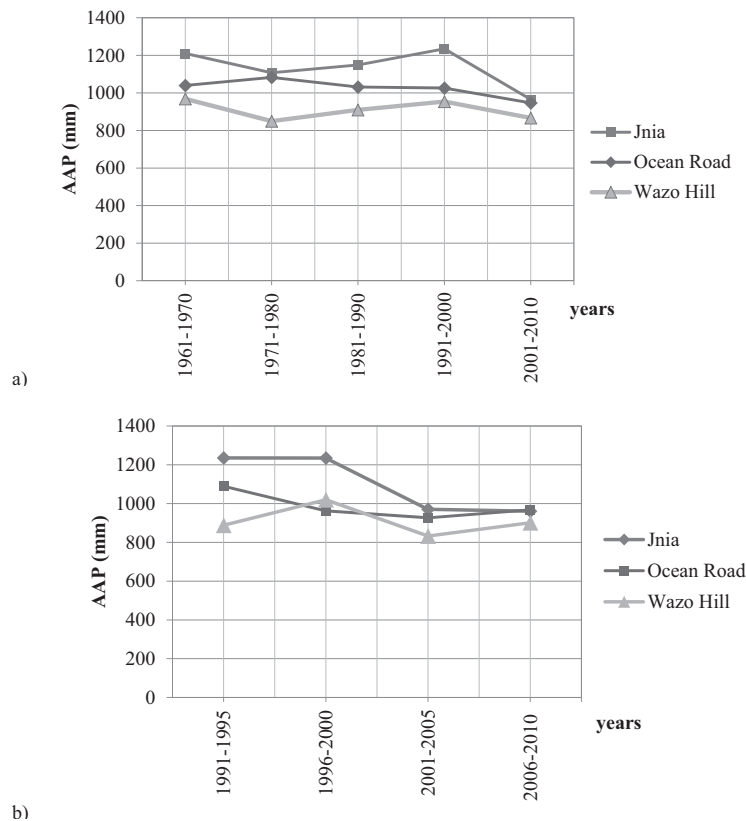 1400
1200
1000
800
600
400
200
0
AAP (mm)
1961-1970
1971-1980
1981-1990
1991-2000
2001-2010
years
Jnia
Ocean Road
Wazo Hill
a)
1400
1200
1000
800
600
400
200
0
AAP (mm)
1991-1995
1996-2000
2001-2005
2006-2010
years
Jnia
Ocean Road
Wazo Hill
b)